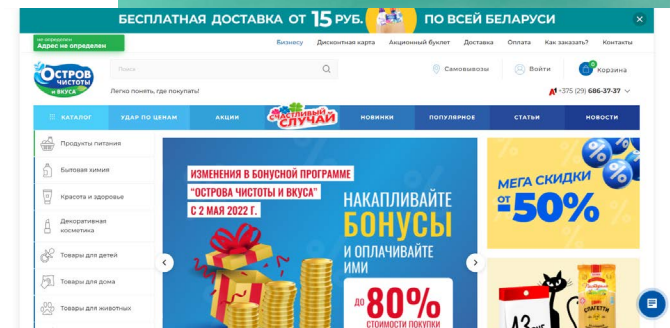 БЕСПЛАТНАЯ ДОСТАВКА ОТ 15 РУБ. ПО ВСЕЙ БЕЛАРУСИ
не определен
Адрес не определен
Бизнесу Дисконтная карта Акционный буклет Доставка Оплата Как заказать? Контакты
ОСТРОВ
ЧИСТОТЫ
И ВКУСА
Поиск
Самовывозы
Войти
0
Корзина
Легко понять, где покупать!
+375 (29) 686-37-37
КАТАЛОГ
УДАР ПО ЦЕНАМ
АКЦИИ
СЧАСТЛИВЫЙ
СЛУЧАЙ
НОВИНКИ
ПОПУЛЯРНОЕ
СТАТЬИ
НОВОСТИ
Продукты питания
Бытовая химия
Красота и здоровье
Декоративная
косметика
Товары для детей
Товары для дома
Товары для животных
ИЗМЕНЕНИЯ В БОНУСНОЙ ПРОГРАММЕ
"ОСТРОВА ЧИСТОТЫ И ВКУСА"
С 2 МАЯ 2022 Г.
НАКАПЛИВАЙТЕ
БОНУСЫ
И ОПЛАЧИВАЙТЕ
ИМИ
ДО 80%
СТОИМОСТИ ПОКУПКИ
МЕГА СКИДКИ
ОТ
-50%
% %
СПАГЕТТИ